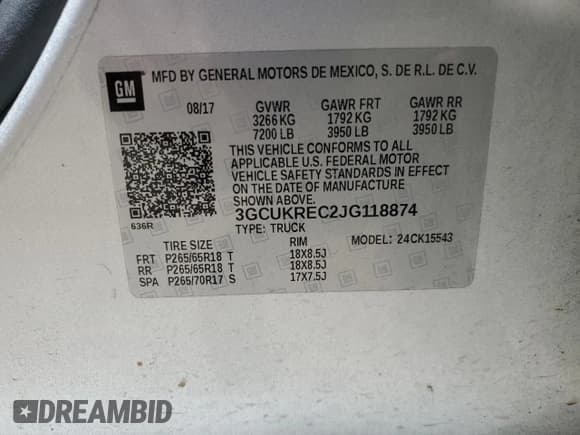 GM
MFD BY GENERAL MOTORS DE MEXICO, S. DE R.L. DE C.V.
08/17 GVWR GAWR FRT GAWR RR
3266 KG 1792 KG 1792 KG
7200 LB 3950 LB 3950 LB
THIS VEHICLE CONFORMS TO ALL
APPLICABLE U.S. FEDERAL MOTOR
VEHICLE SAFETY STANDARDS IN EFFECT
ON THE DATE OF MANUFACTURE
SHOWN ABOVE.
636R
3GCUKREC2JG118874
TYPE: TRUCK
TIRE SIZE RIM MODEL: 24CK15543
FRT P265/65R18 T 18X8.5J
RR P265/65R18 T 18X8.5J
SPA P265/70R17 S 17X7.5J
DREAMBID